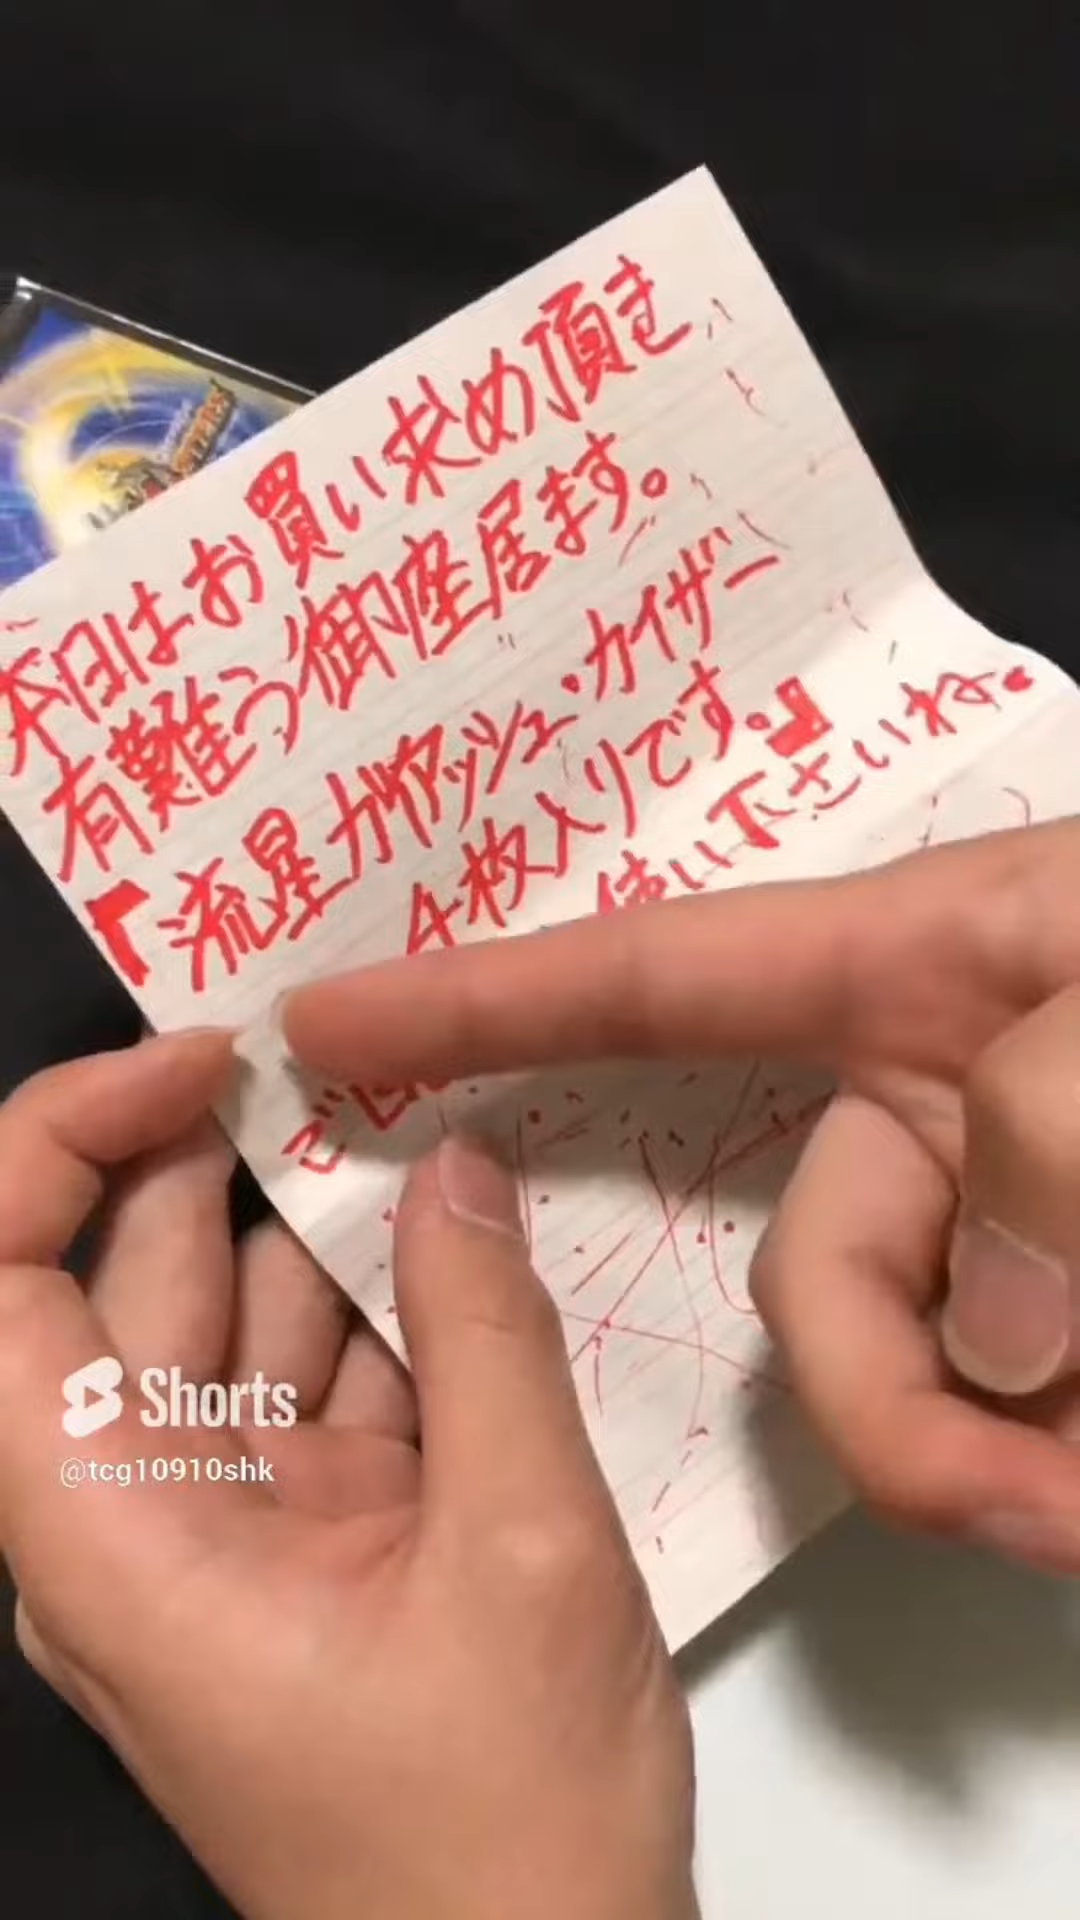 本日はお買い求め頂き
有難う御座居ます。
『流星ガイアッシュ・カイザー
4枚入りです。』
使い下さいね。
Shorts
@tcg10910shk